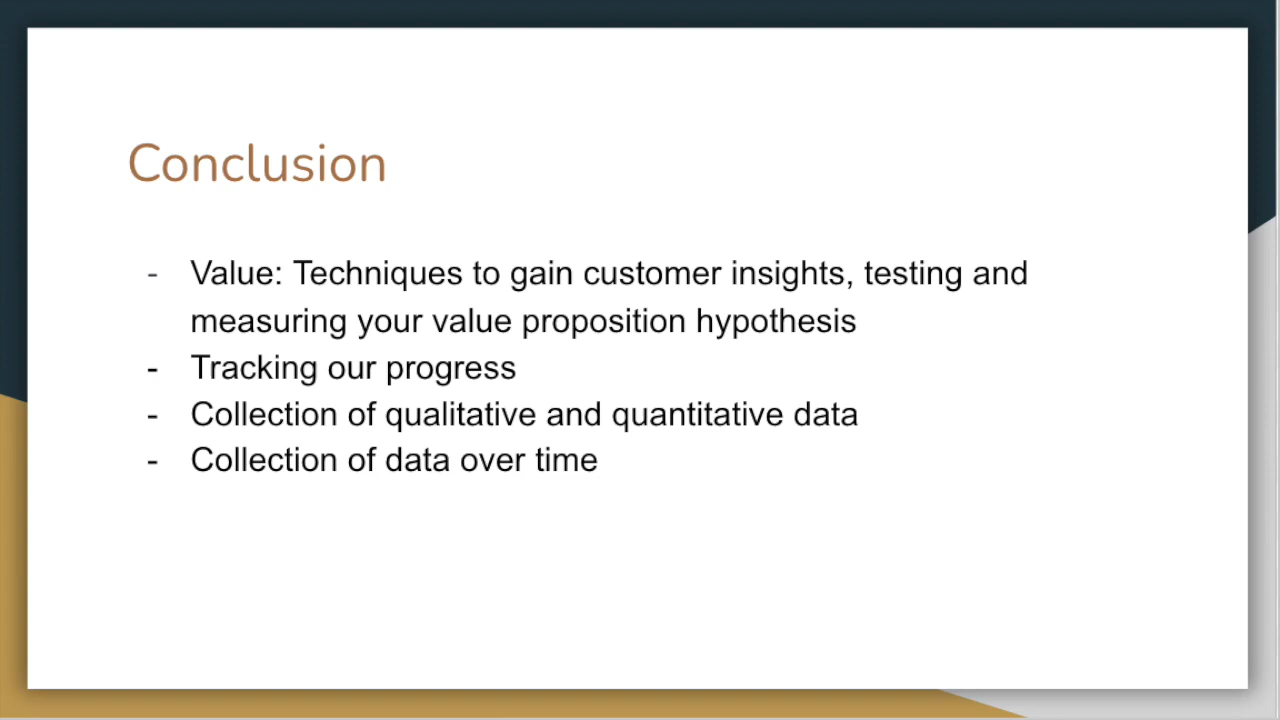 Conclusion
- Value: Techniques to gain customer insights, testing and
measuring your value proposition hypothesis
- Tracking our progress
- Collection of qualitative and quantitative data
- Collection of data over time